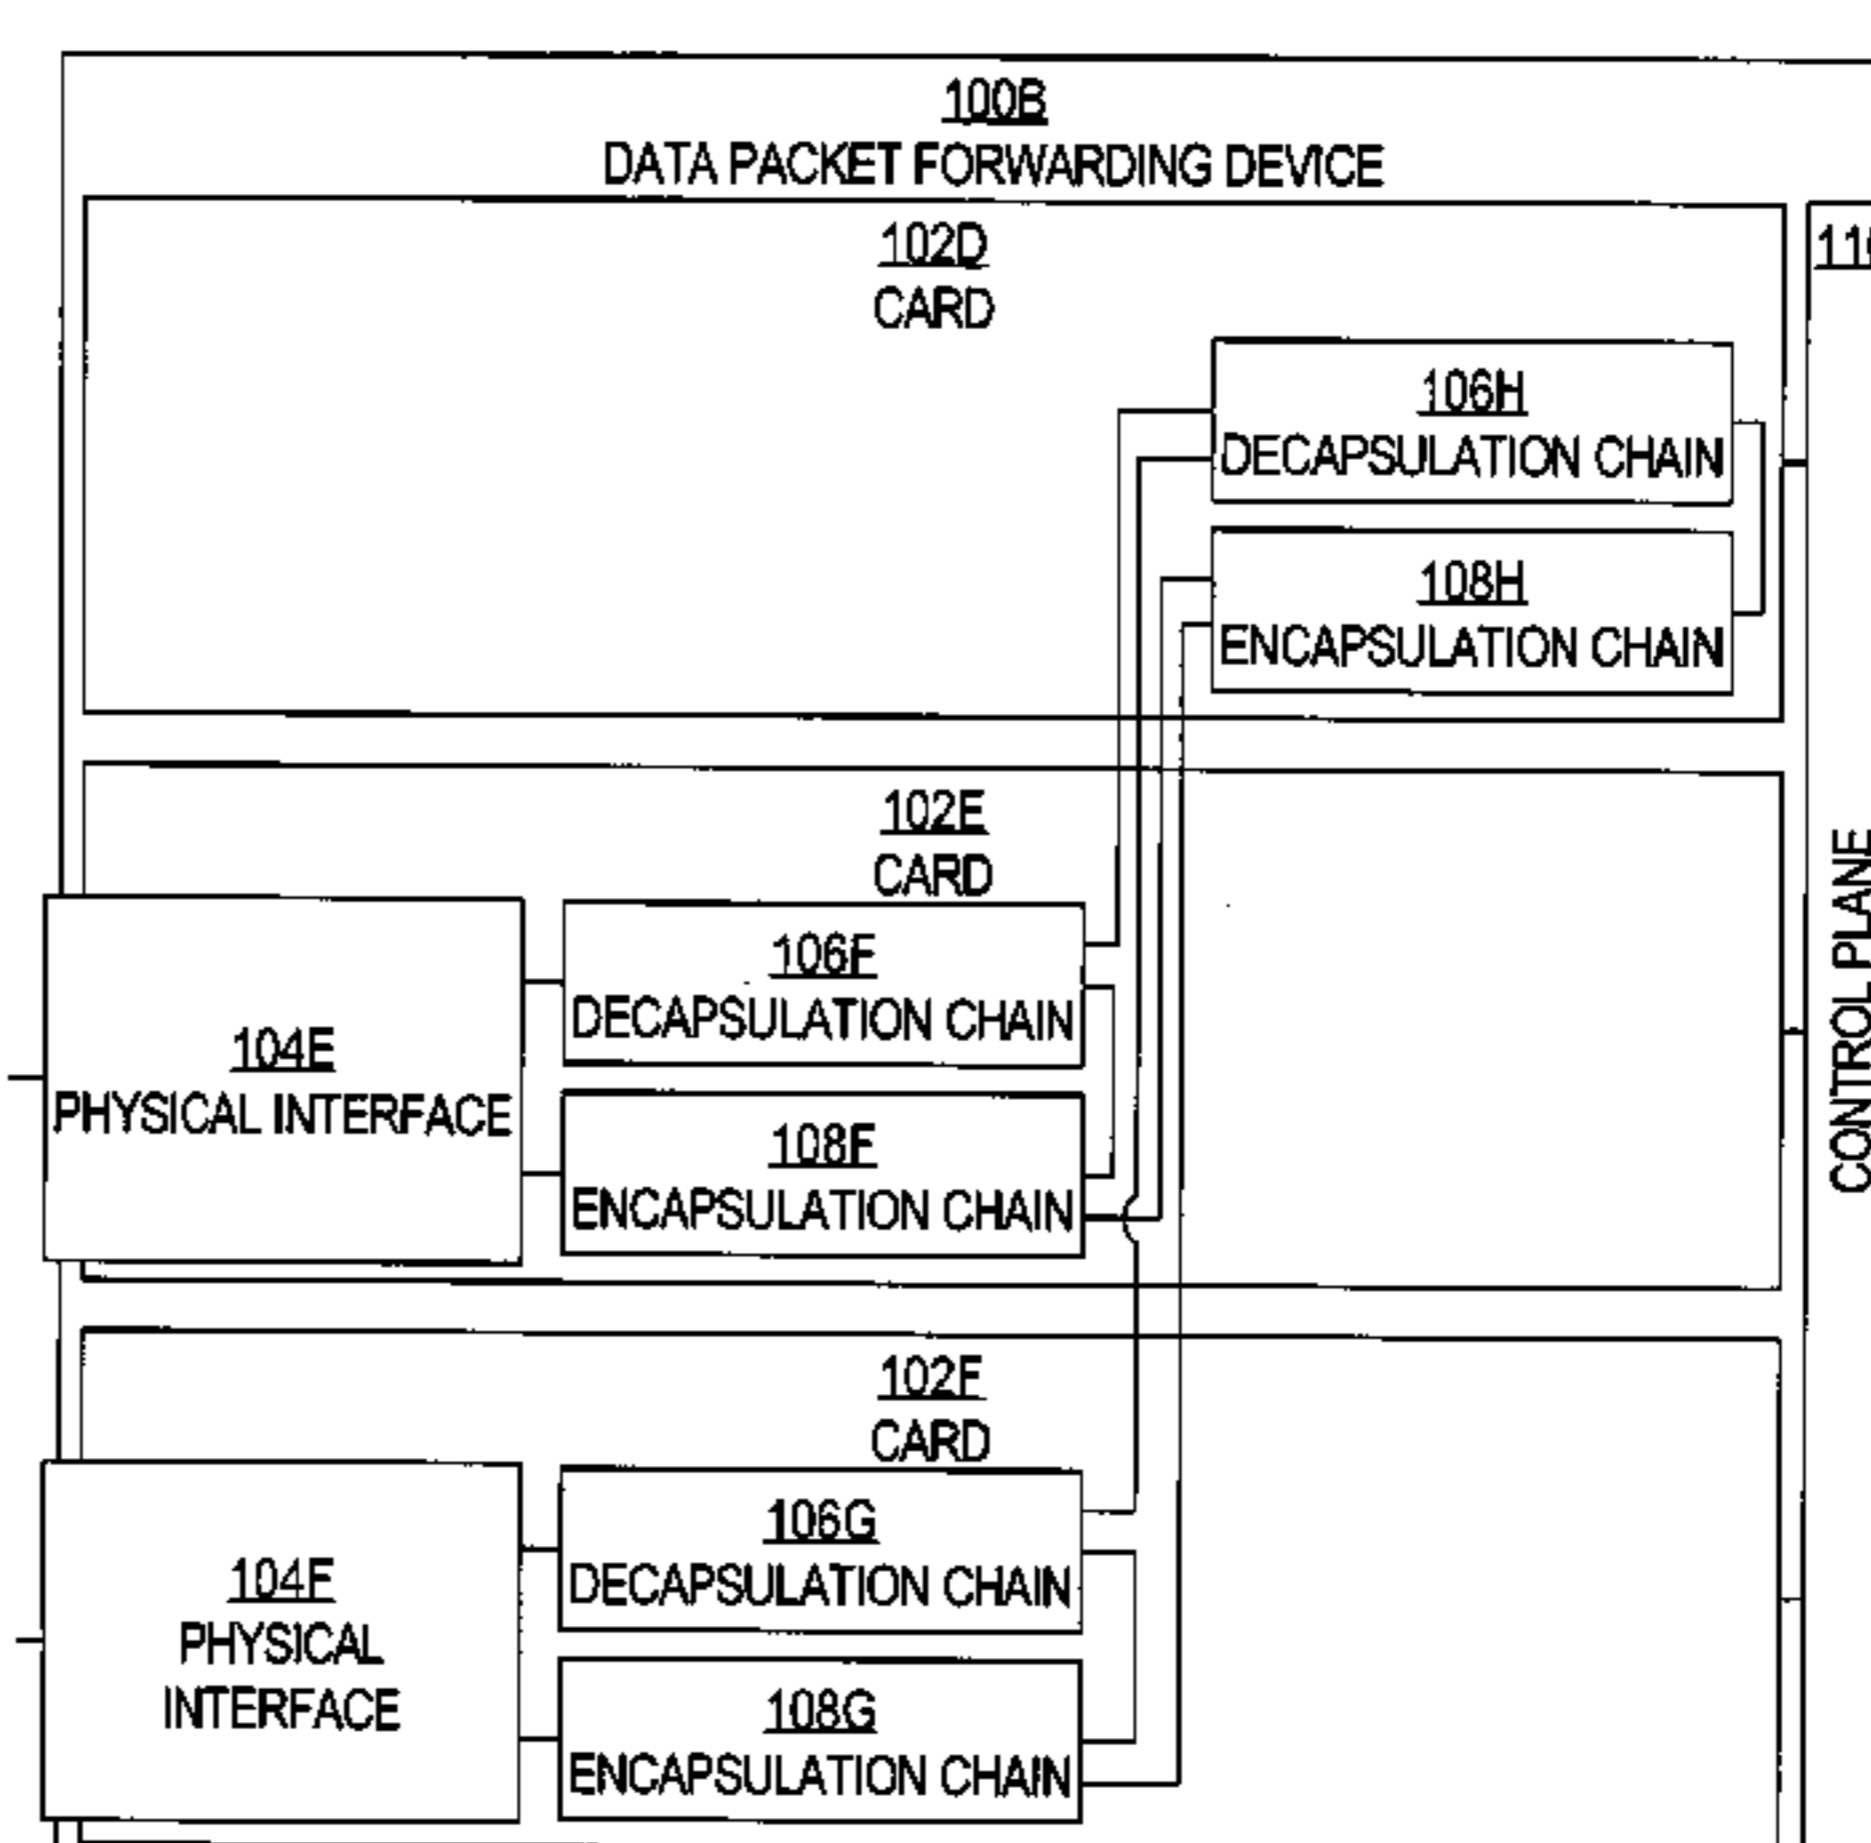 100B
DATA PACKET FORWARDING DEVICE
102D
CARD
106H
DECAPSULATION CHAIN
108H
ENCAPSULATION CHAIN
102E
CARD
104E
PHYSICAL INTERFACE
106F
DECAPSULATION CHAIN
108F
ENCAPSULATION CHAIN
102F
CARD
104F
PHYSICAL
INTERFACE
106G
DECAPSULATION CHAIN
108G
ENCAPSULATION CHAIN
CONTROL PLANE